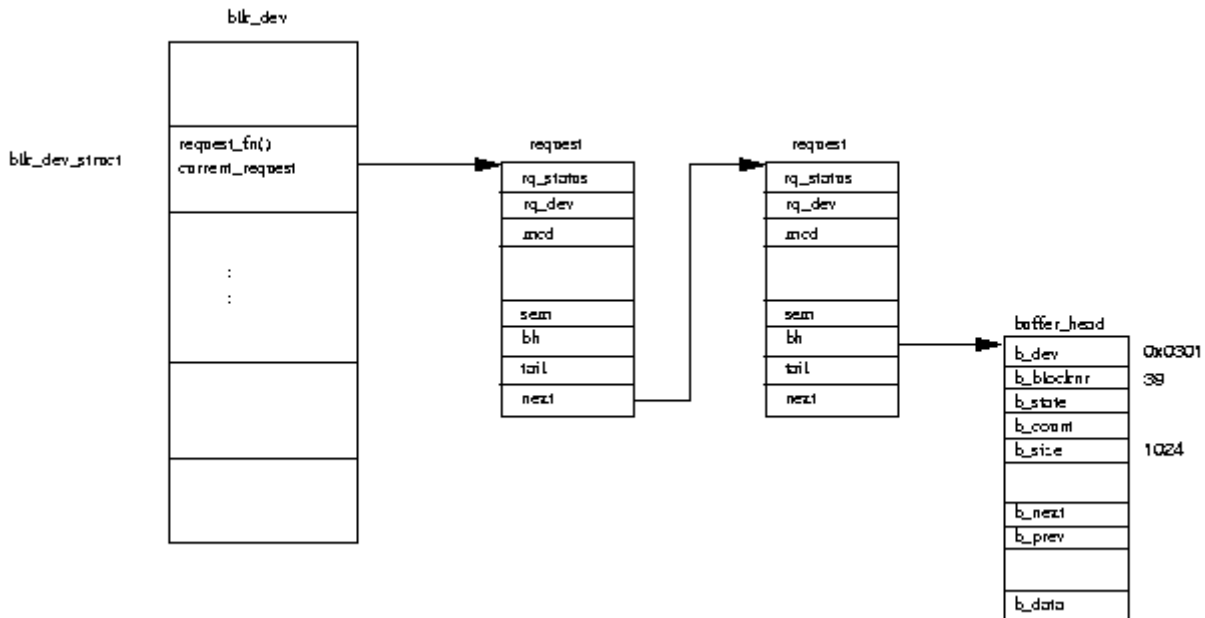 blk_dev
blk_dev_struct
request_fn()
current_request
:
:
request
rq_status
rq_dev
mcd
sem
bh
tail
next
request
rq_status
rq_dev
mcd
sem
bh
tail
next
buffer_head
b_dev 0x0301
b_blocknr 39
b_state
b_count
b_size 1024
b_next
b_prev
b_data